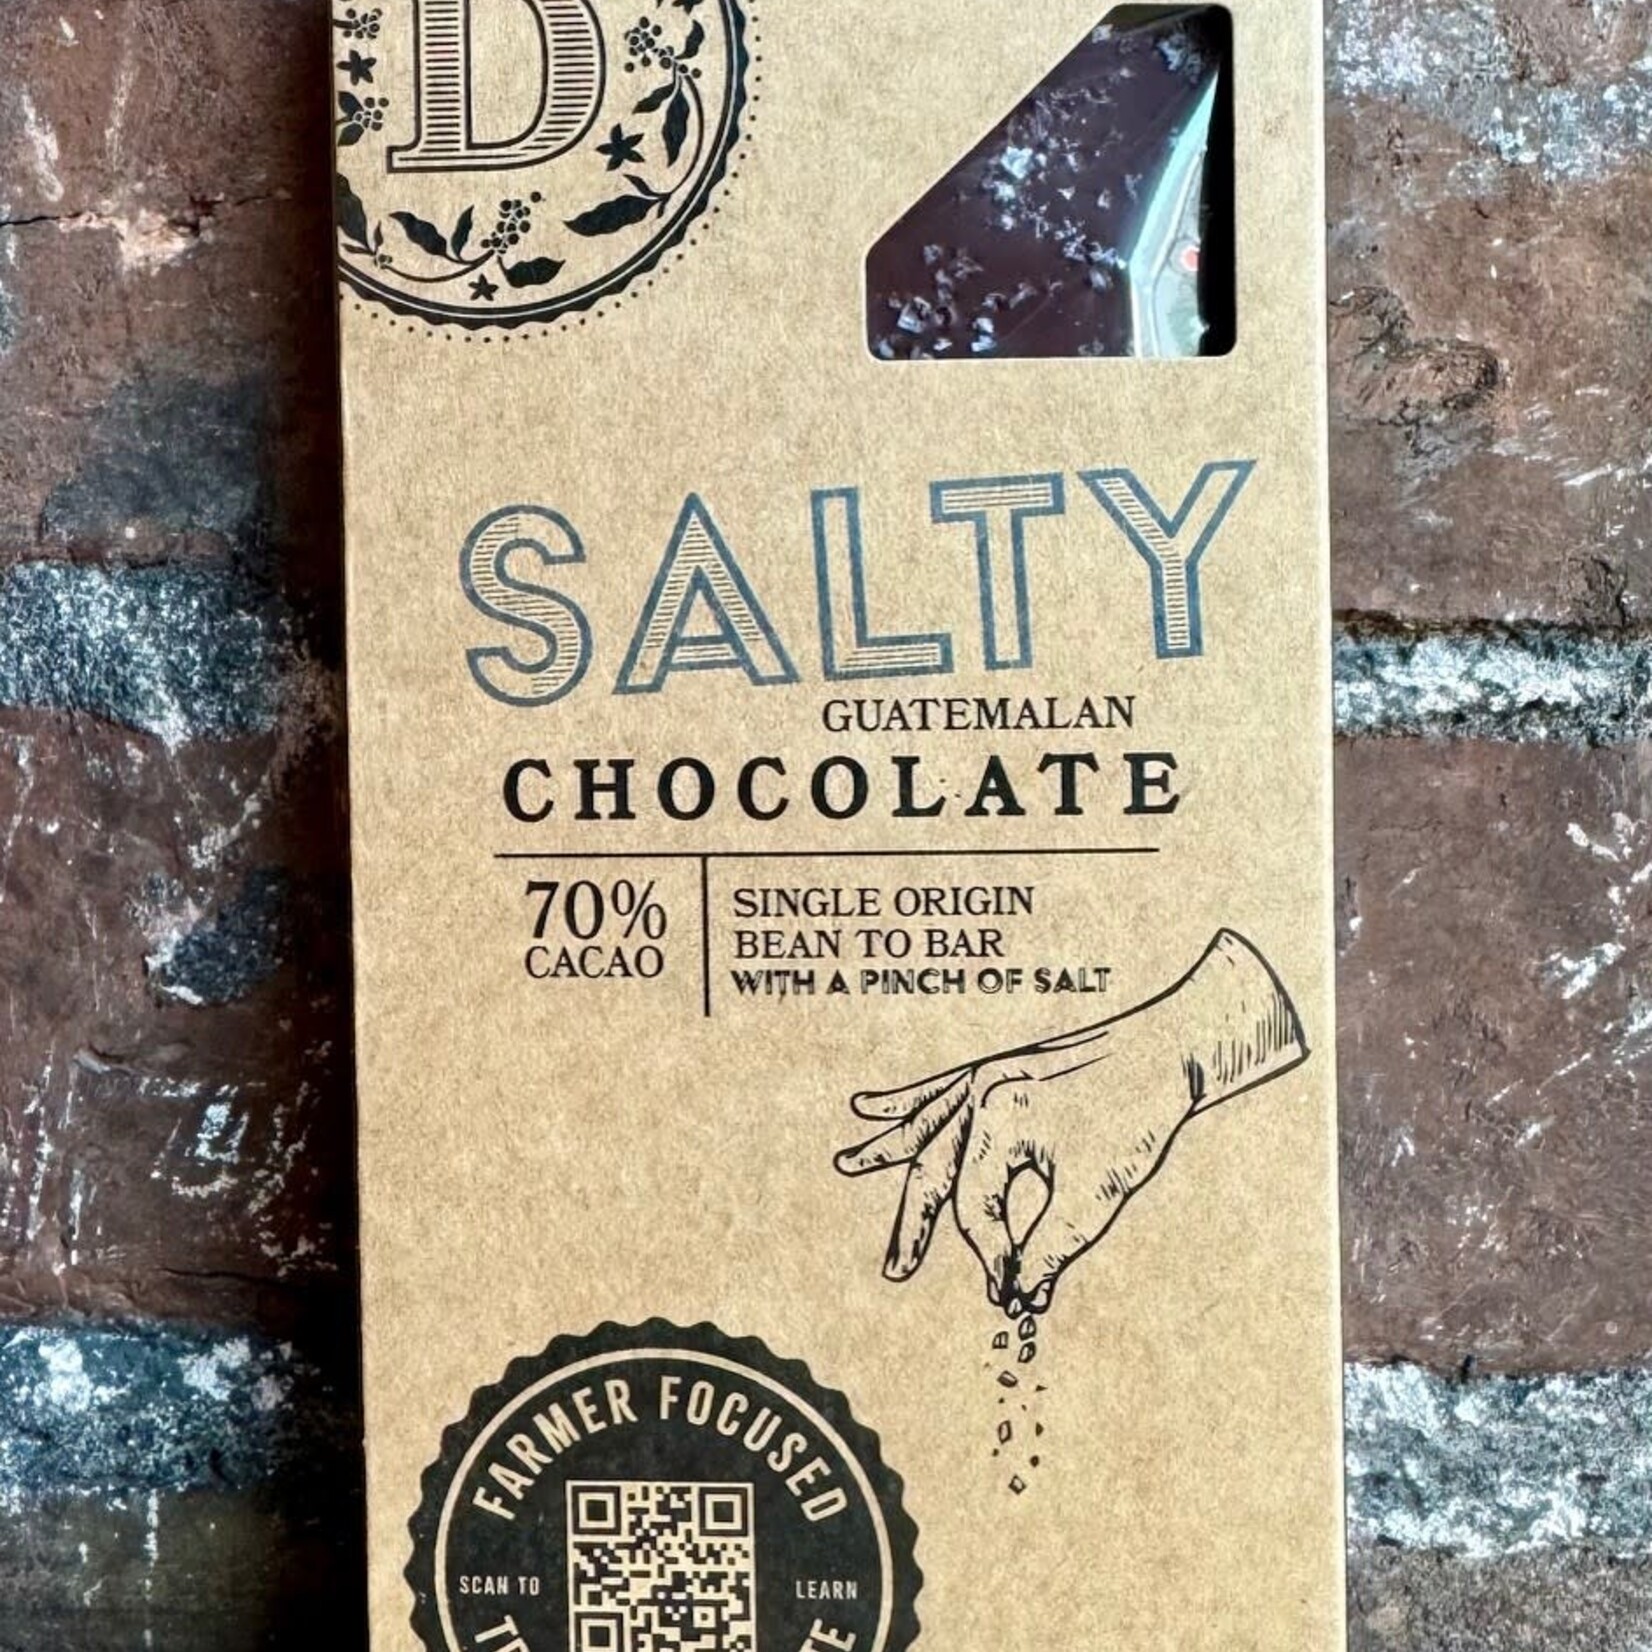 D
SALTY
GUATEMALAN
CHOCOLATE
70%
CACAO
SINGLE ORIGIN
BEAN TO BAR
WITH A PINCH OF SALT
FARMER FOCUSED
SCAN TO
LEARN